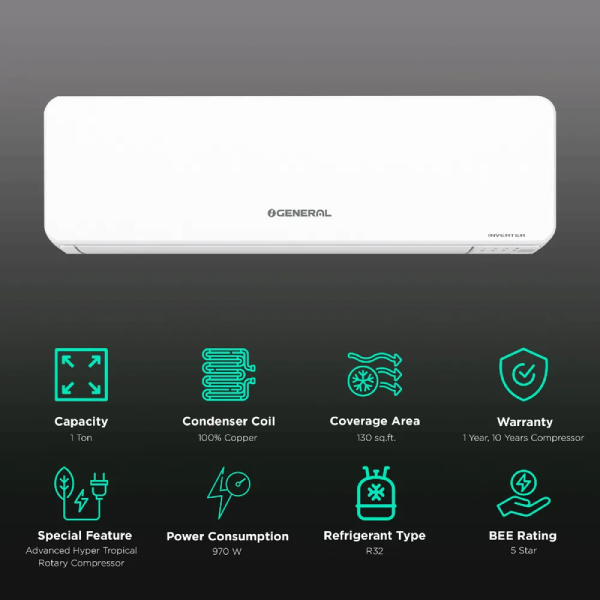 GENERAL
INVERTER
Capacity
1 Ton
Condenser Coil
100% Copper
Coverage Area
130 sq.ft.
Warranty
1 Year, 10 Years Compressor
Special Feature
Advanced Hyper Tropical
Rotary Compressor
Power Consumption
970 W
Refrigerant Type
R32
BEE Rating
5 Star